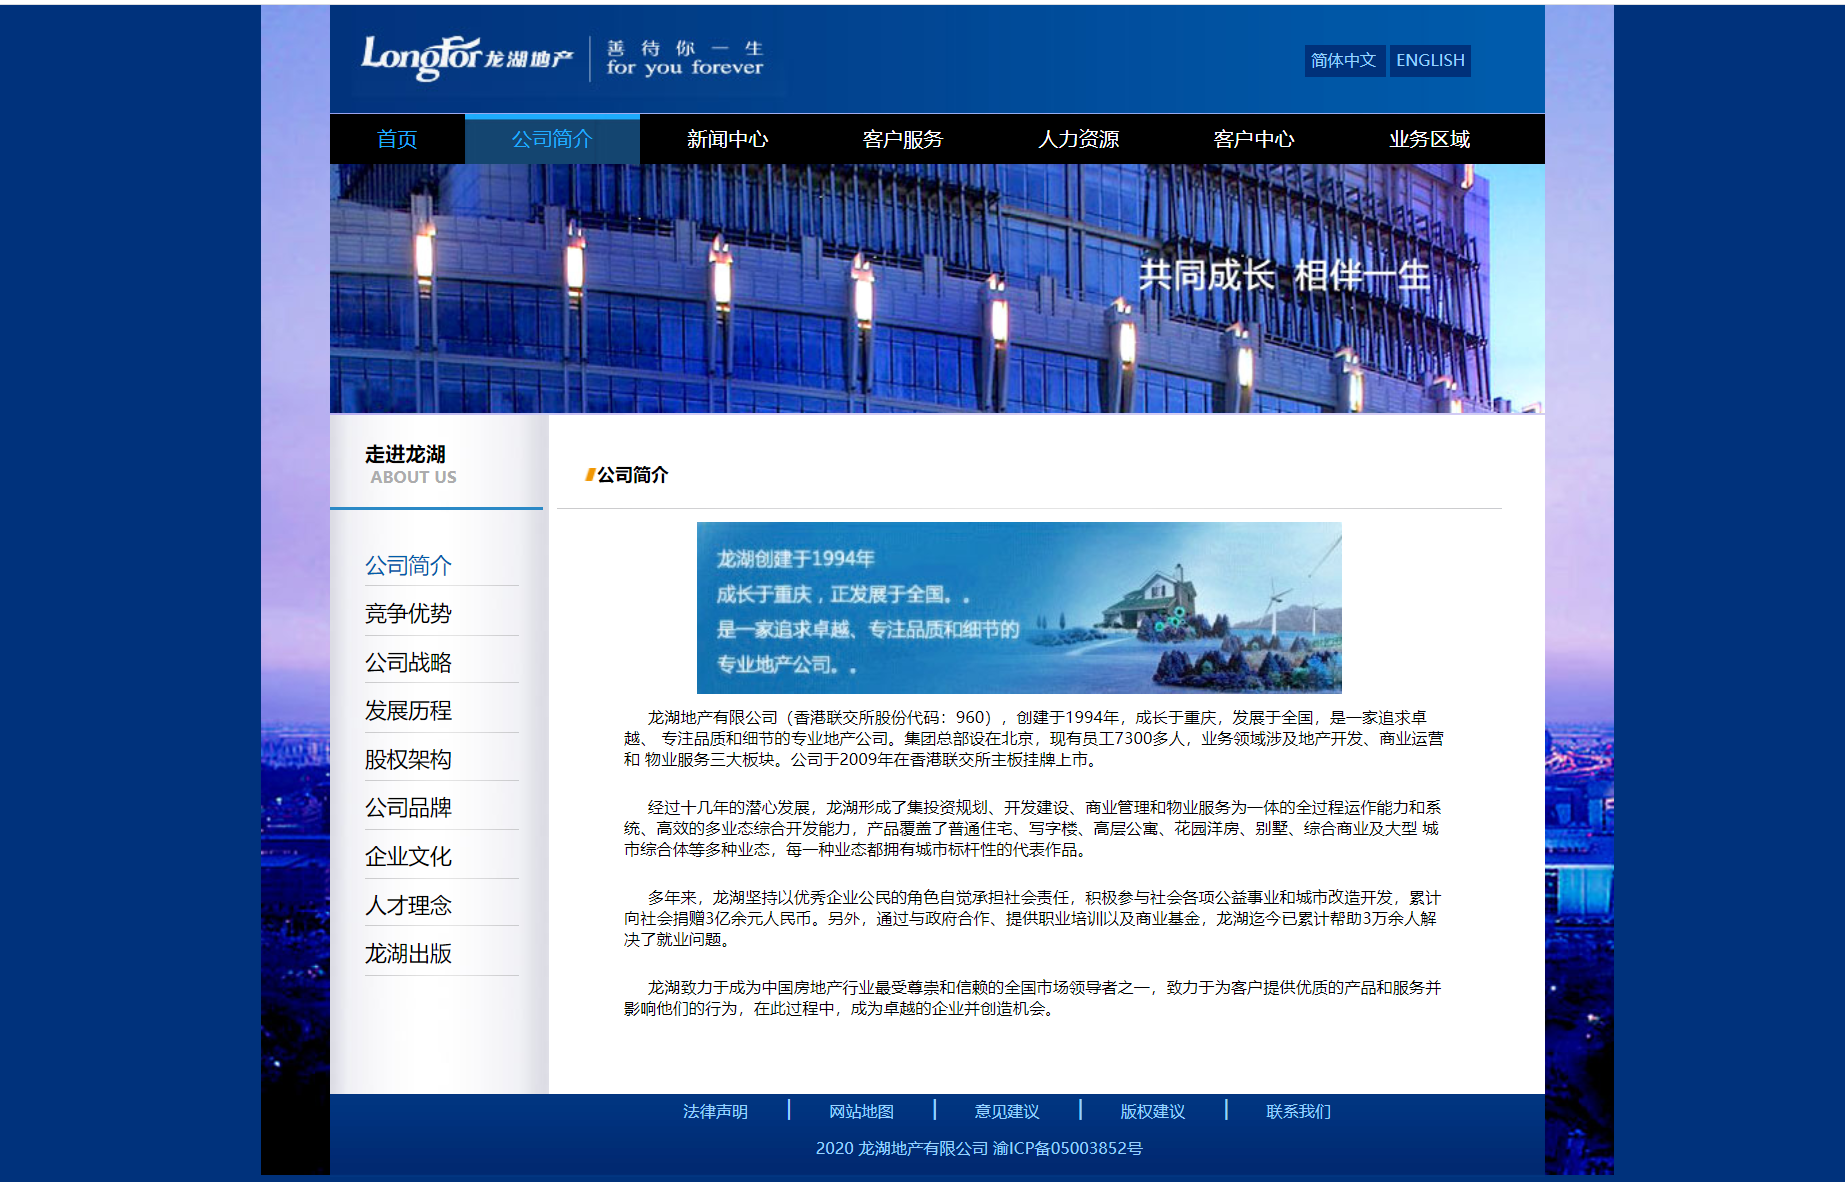 LongFor龙湖地产 善待你一生
for you forever
简体中文 ENGLISH
首页 公司简介 新闻中心 客户服务 人力资源 客户中心 业务区域
共同成长 相伴一生
走进龙湖
ABOUT US
公司简介
竞争优势
公司战略
发展历程
股权架构
公司品牌
企业文化
人才理念
龙湖出版
公司简介
龙湖创建于1994年
成长于重庆，正发展于全国。。
是一家追求卓越、专注品质和细节的
专业地产公司。。
龙湖地产有限公司（香港联交所股份代码：960），创建于1994年，成长于重庆，发展于全国，是一家追求卓
越、 专注品质和细节的专业地产公司。集团总部设在北京，现有员工7300多人，业务领域涉及地产开发、商业运营
和 物业服务三大板块。公司于2009年在香港联交所主板挂牌上市。
经过十几年的潜心发展，龙湖形成了集投资规划、开发建设、商业管理和物业服务为一体的全过程运作能力和系
统、高效的多业态综合开发能力，产品覆盖了普通住宅、写字楼、高层公寓、花园洋房、别墅、综合商业及大型 城
市综合体等多种业态，每一种业态都拥有城市标杆性的代表作品。
多年来，龙湖坚持以优秀企业公民的角色自觉承担社会责任，积极参与社会各项公益事业和城市改造开发，累计
向社会捐赠3亿余元人民币。另外，通过与政府合作、提供职业培训以及商业基金，龙湖迄今已累计帮助3万余人解
决了就业问题。
龙湖致力于成为中国房地产行业最受尊崇和信赖的全国市场领导者之一，致力于为客户提供优质的产品和服务并
影响他们的行为，在此过程中，成为卓越的企业并创造机会。
法律声明 | 网站地图 | 意见建议 | 版权建议 | 联系我们
2020 龙湖地产有限公司 渝ICP备05003852号